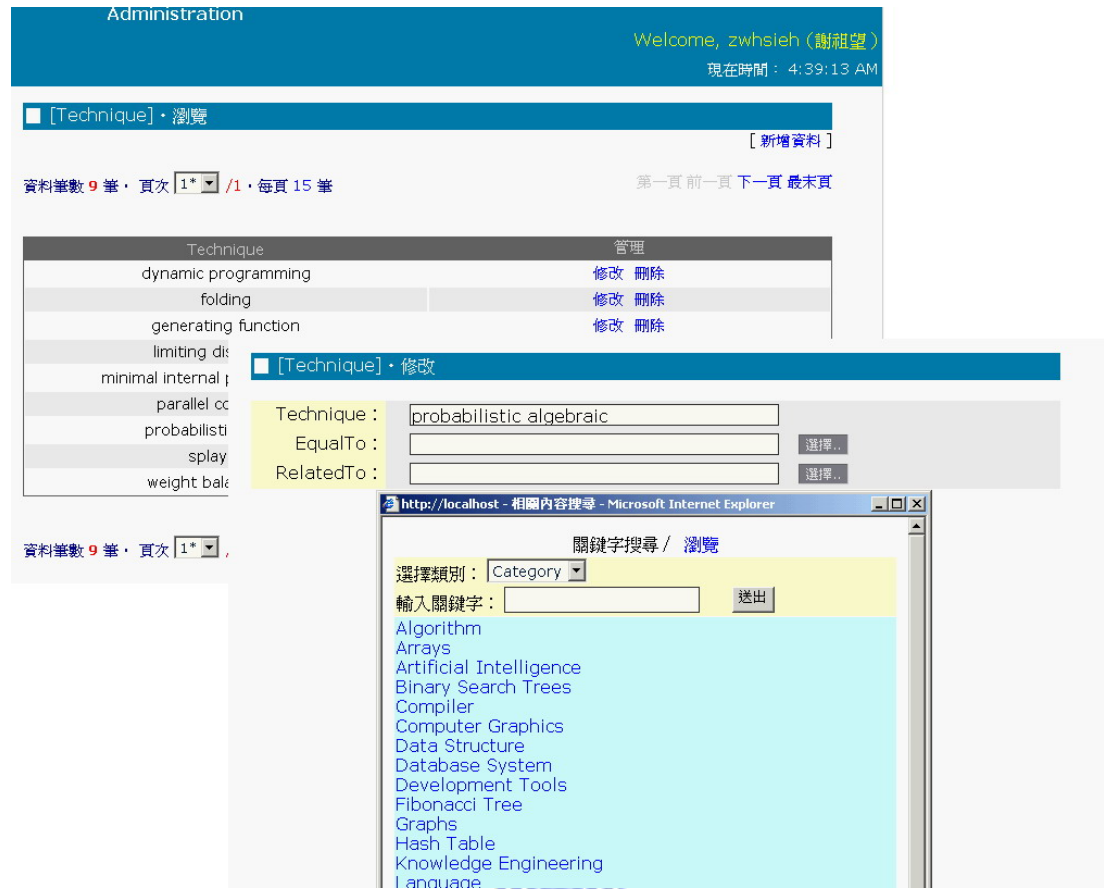 Administration
Welcome, zwhsieh (謝祖望)
現在時間： 4:39:13 AM
[Technique]・瀏覽
[ 新增資料 ]
資料筆數 9 筆・ 頁次 1* /1・每頁 15 筆
第一頁 前一頁 下一頁 最末頁
Technique 管理
dynamic programming 修改 刪除
folding 修改 刪除
generating function 修改 刪除
limiting
minimal internal
parallel
splay
weight
資料筆數 9 筆・ 頁次 1*
[Technique]・修改
Technique： probabilistic algebraic
EqualTo： 選擇..
RelatedTo： 選擇..
http://localhost - 相關內容搜尋 - Microsoft Internet Explorer
關鍵字搜尋 / 瀏覽
選擇類別： Category
輸入關鍵字： 送出
Algorithm
Arrays
Artificial Intelligence
Binary Search Trees
Compiler
Computer Graphics
Data Structure
Database System
Development Tools
Fibonacci Tree
Graphs
Hash Table
Knowledge Engineering
Language